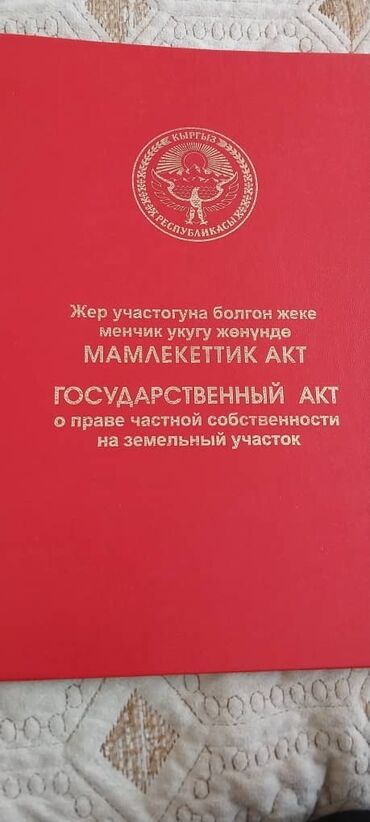 КЫРГЫЗ
РЕСПУБЛИКАСЫ
Жер участогуна болгон жеке
менчик укугу жөнүндө
МАМЛЕКЕТТИК АКТ
ГОСУДАРСТВЕННЫЙ АКТ
о праве частной собственности
на земельный участок